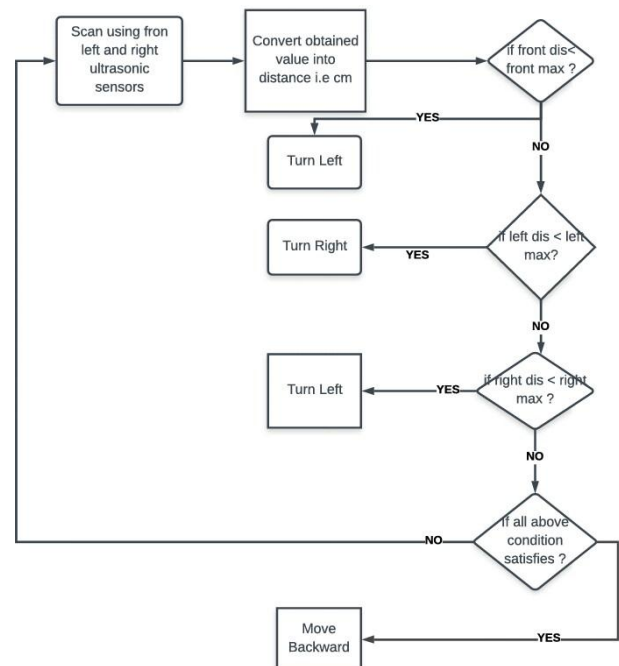 Scan using fron
left and right
ultrasonic
sensors
Convert obtained
value into
distance i.e cm
if front dis<
front max ?
YES
Turn Left
NO
if left dis < left
max?
Turn Right
YES
NO
if right dis < right
max ?
Turn Left
YES
NO
If all above
condition
satisfies ?
NO
Move
Backward
YES